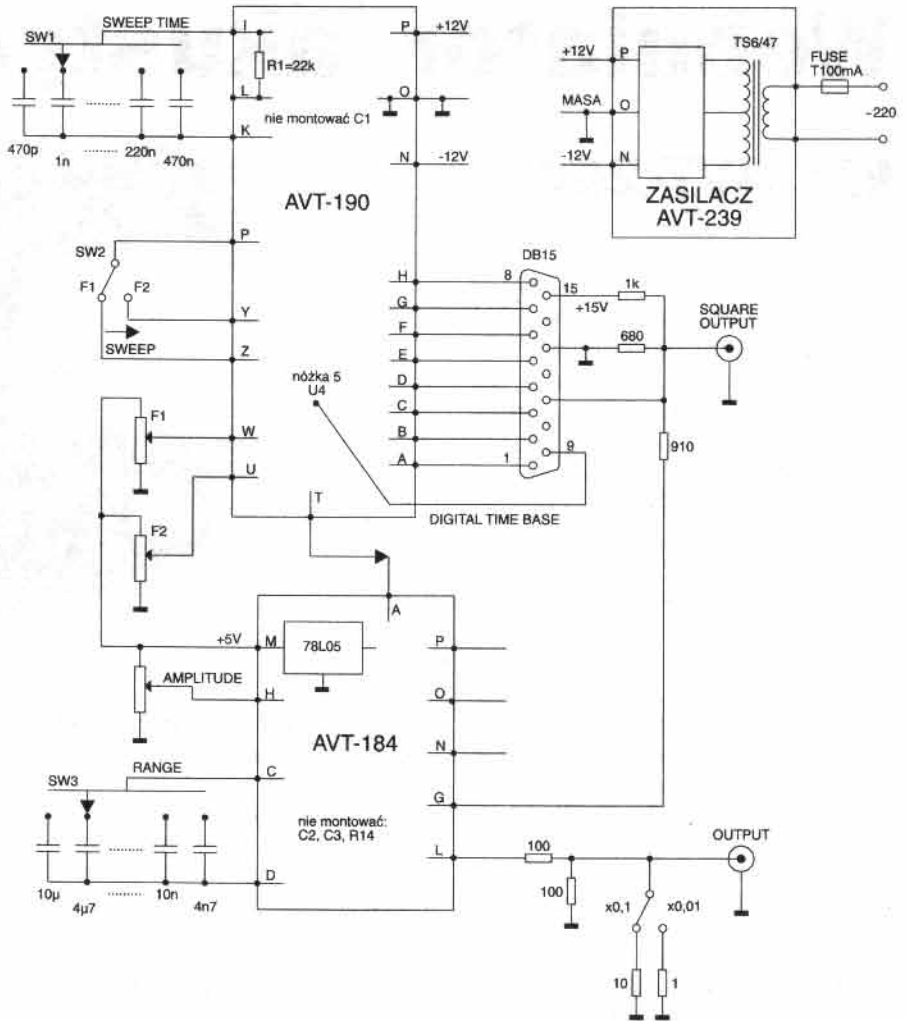 SWEEP TIME
SW1
470p
1n
........
220n
470n
I
R1=22k
L
nie montować C1
K
P
+12V
O
N
-12V
AVT-190
TS6/47
+12V
P
FUSE
T100mA
MASA
O
~220
-12V
N
ZASILACZ
AVT-239
SW2
P
F1
F2
Y
SWEEP
Z
H
8
G
F
E
D
C
B
A
1
DB15
15
+15V
1k
680
SQUARE
OUTPUT
9
910
nóżka 5
U4
F1
W
U
T
F2
DIGITAL TIME BASE
A
+5V
M
78L05
P
AMPLITUDE
H
O
AVT-184
N
RANGE
SW3
C
G
nie montować:
C2, C3, R14
L
D
10µ
4µ7
........
10n
4n7
100
100
OUTPUT
x0,1
x0,01
10
1